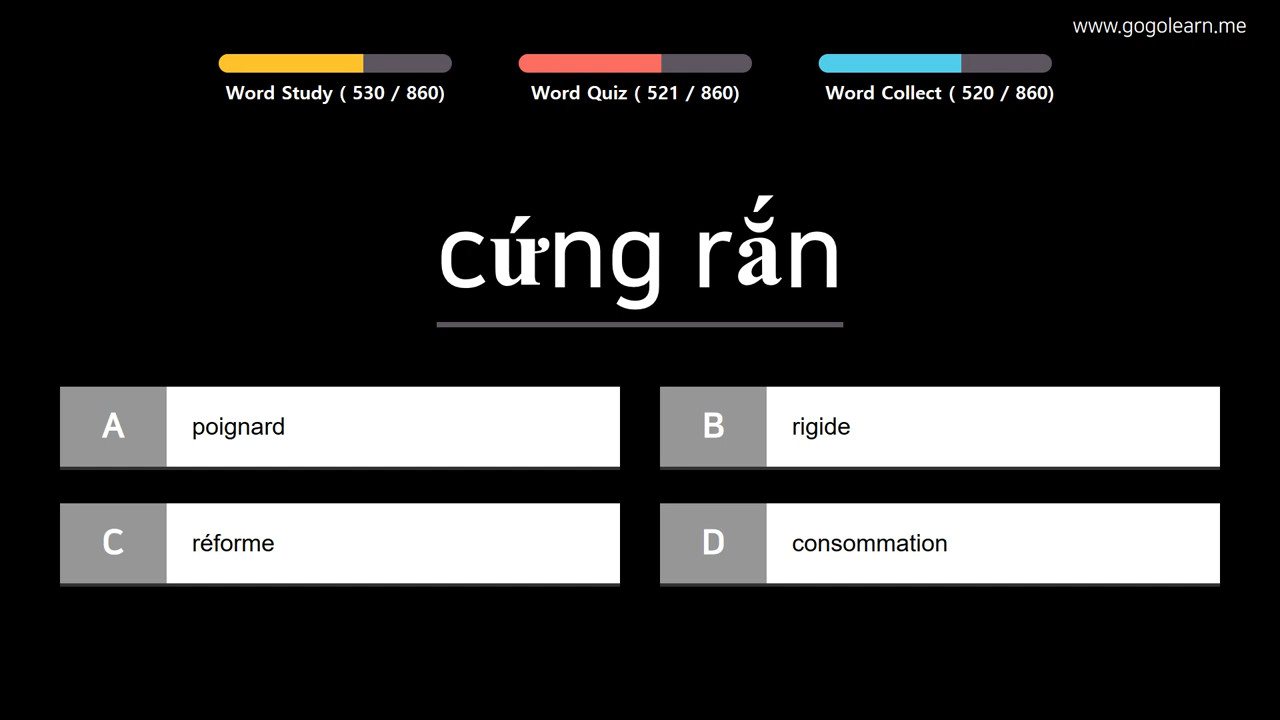 www.gogolearn.me
Word Study ( 530 / 860)
Word Quiz ( 521 / 860)
Word Collect ( 520 / 860)
cứng rắn
A poignard
B rigide
C réforme
D consommation